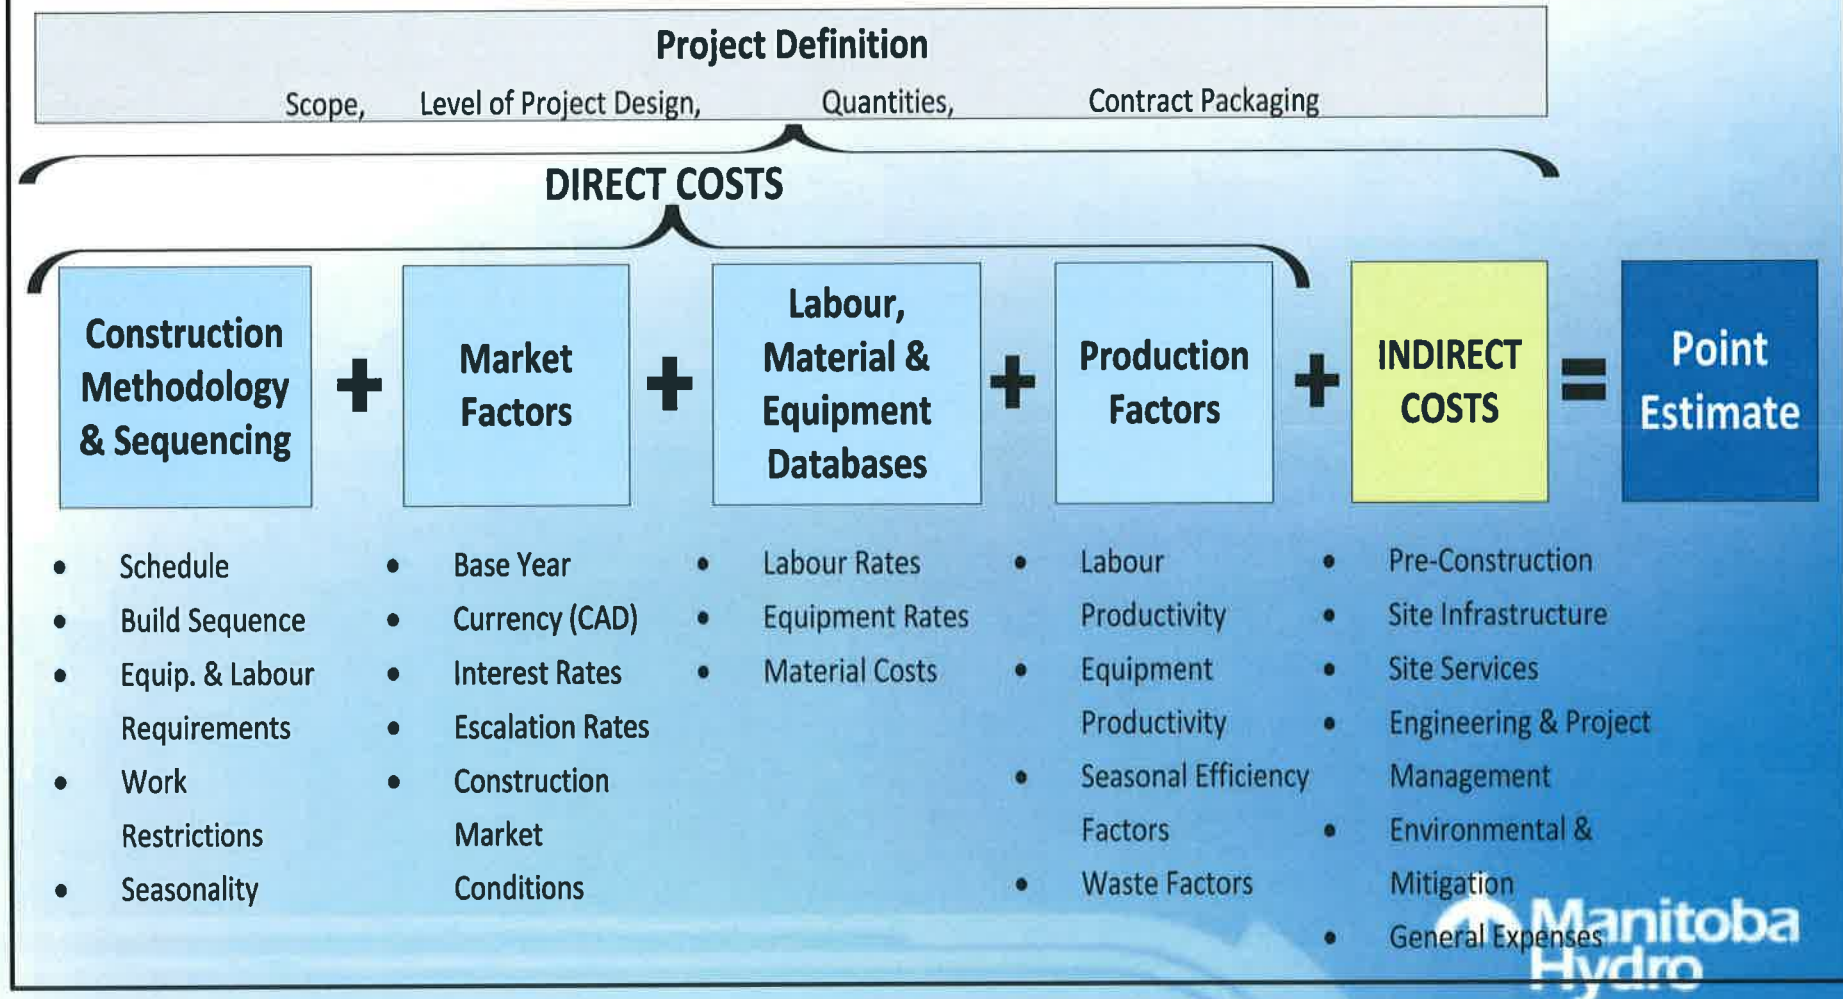 Project Definition
Scope, Level of Project Design, Quantities, Contract Packaging
DIRECT COSTS
Construction
Methodology
& Sequencing
+
Market
Factors
+
Labour,
Material &
Equipment
Databases
+
Production
Factors
+
INDIRECT
COSTS
=
Point
Estimate
• Schedule
• Build Sequence
• Equip. & Labour
Requirements
• Work
Restrictions
• Seasonality
• Base Year
• Currency (CAD)
• Interest Rates
• Escalation Rates
• Construction
Market
Conditions
• Labour Rates
• Equipment Rates
• Material Costs
• Labour
Productivity
• Equipment
Productivity
• Seasonal Efficiency
Factors
• Waste Factors
• Pre-Construction
• Site Infrastructure
• Site Services
• Engineering & Project
Management
• Environmental &
Mitigation
• General Expenses
Manitoba
Hydro